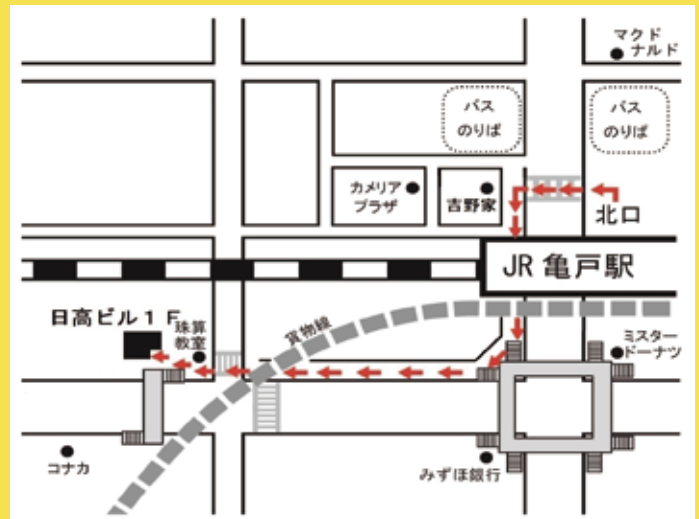 マクド
ナルド
バス
のりば
バス
のりば
カメリア
プラザ
吉野家
北口
JR 亀戸駅
日高ビル１F
珠算
教室
貨物線
ミスター
ドーナツ
コナカ
みずほ銀行